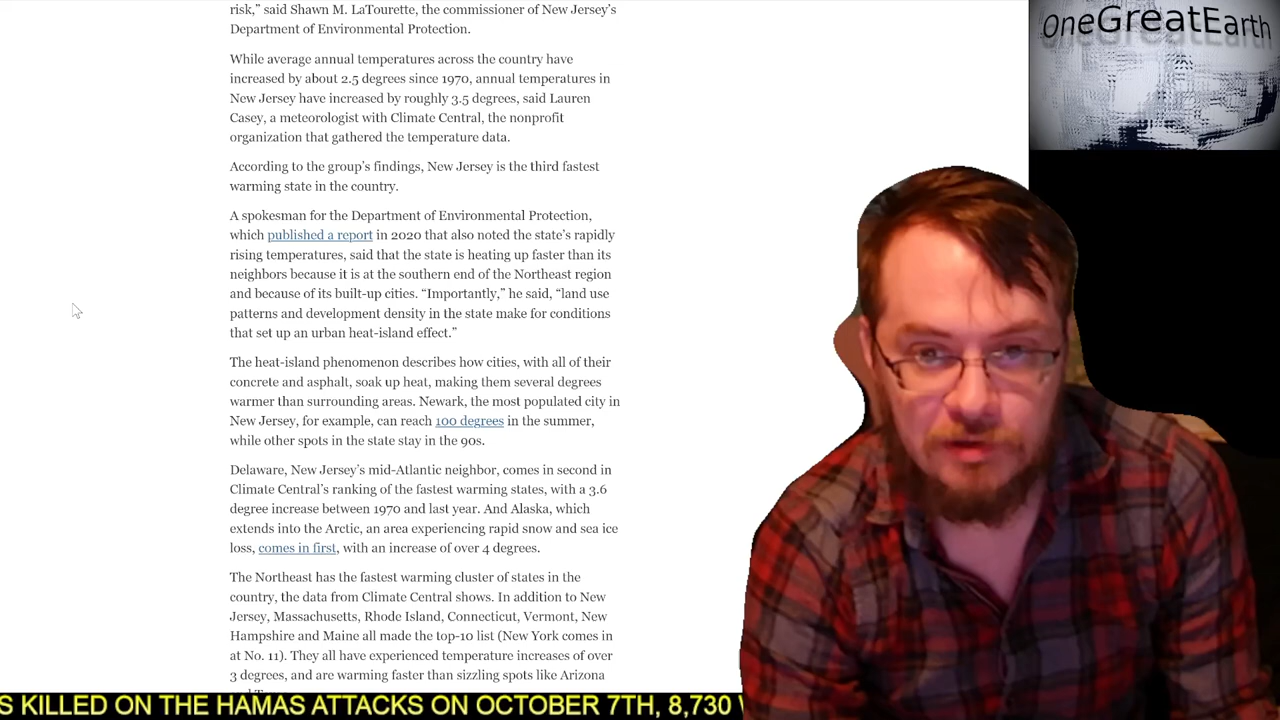 risk,” said Shawn M. LaTourette, the commissioner of New Jersey’s
Department of Environmental Protection.
While average annual temperatures across the country have
increased by about 2.5 degrees since 1970, annual temperatures in
New Jersey have increased by roughly 3.5 degrees, said Lauren
Casey, a meteorologist with Climate Central, the nonprofit
organization that gathered the temperature data.
According to the group’s findings, New Jersey is the third fastest
warming state in the country.
A spokesman for the Department of Environmental Protection,
which published a report in 2020 that also noted the state’s rapidly
rising temperatures, said that the state is heating up faster than its
neighbors because it is at the southern end of the Northeast region
and because of its built-up cities. “Importantly,” he said, “land use
patterns and development density in the state make for conditions
that set up an urban heat-island effect.”
The heat-island phenomenon describes how cities, with all of their
concrete and asphalt, soak up heat, making them several degrees
warmer than surrounding areas. Newark, the most populated city in
New Jersey, for example, can reach 100 degrees in the summer,
while other spots in the state stay in the 90s.
Delaware, New Jersey’s mid-Atlantic neighbor, comes in second in
Climate Central’s ranking of the fastest warming states, with a 3.6
degree increase between 1970 and last year. And Alaska, which
extends into the Arctic, an area experiencing rapid snow and sea ice
loss, comes in first, with an increase of over 4 degrees.
The Northeast has the fastest warming cluster of states in the
country, the data from Climate Central shows. In addition to New
Jersey, Massachusetts, Rhode Island, Connecticut, Vermont, New
Hampshire and Maine all made the top-10 list (New York comes in
at No. 11). They all have experienced temperature increases of over
3 degrees, and are warming faster than sizzling spots like Arizona
OneGreatEarth
S KILLED ON THE HAMAS ATTACKS ON OCTOBER 7TH, 8,730